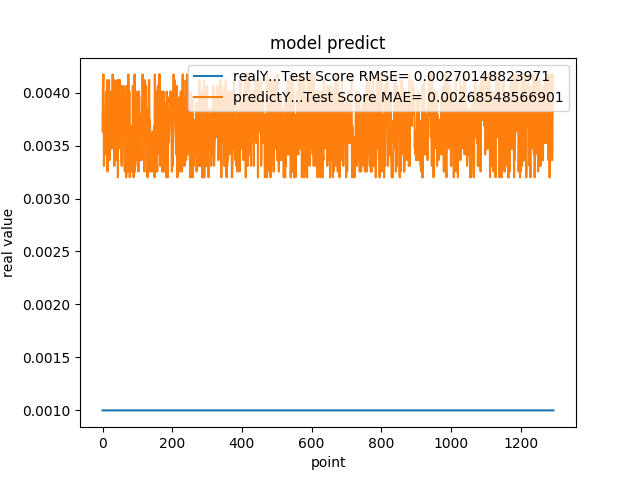 model predict
realY...Test Score RMSE= 0.00270148823971
predictY...Test Score MAE= 0.00268548566901
0.0040
0.0035
0.0030
0.0025
0.0020
0.0015
0.0010
real value
0 200 400 600 800 1000 1200
point